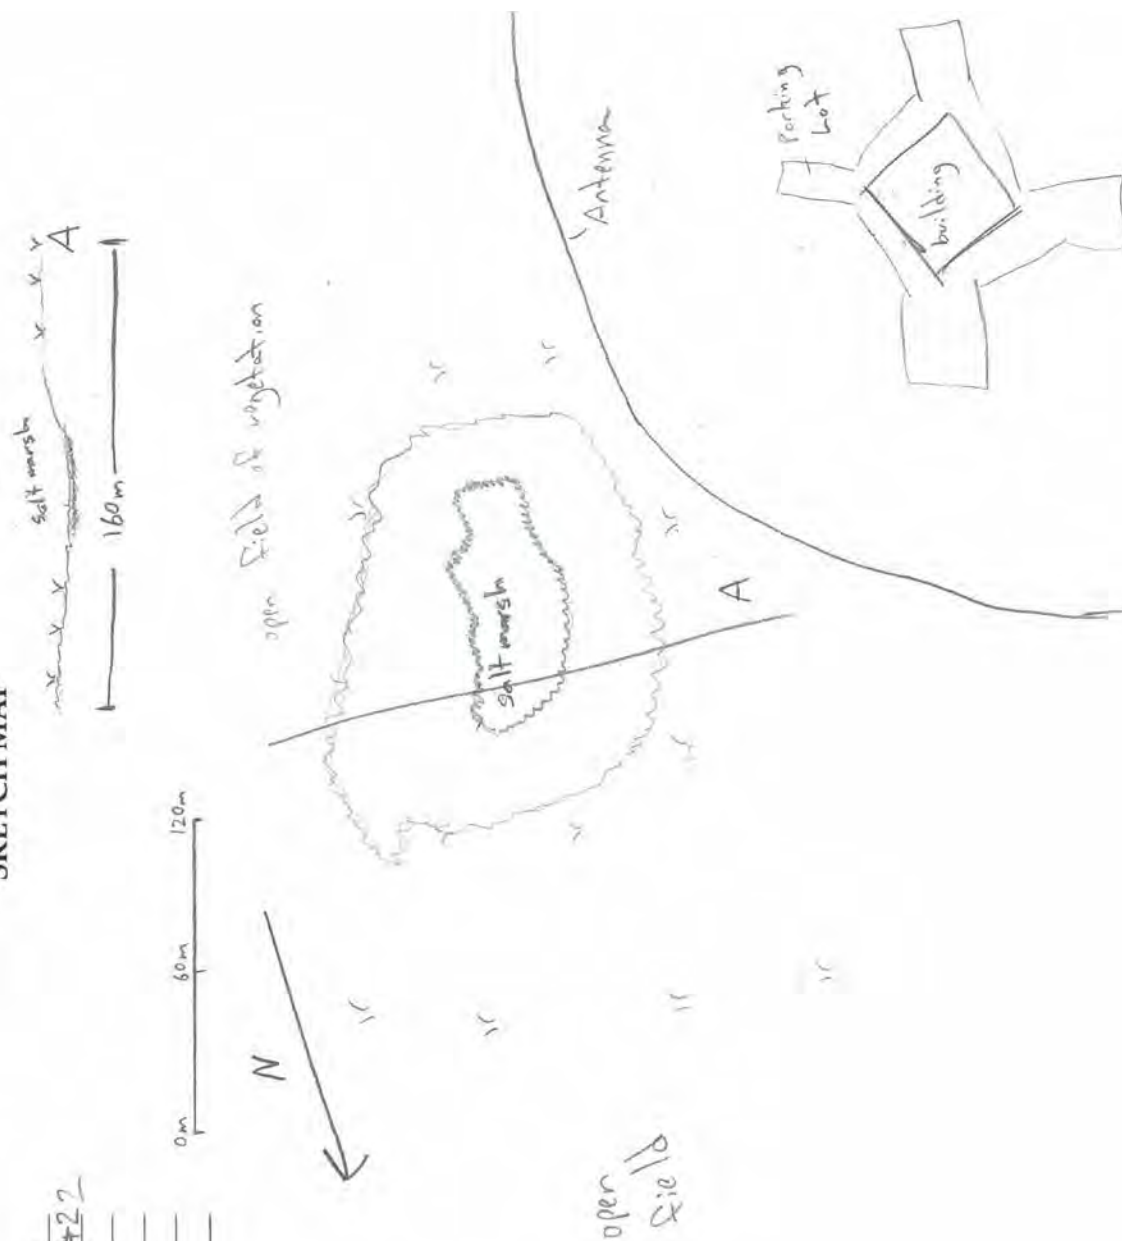 SKETCH MAP
#22
salt marsh
A
160m
0m
60m
120m
N
open field of vegetation
salt marsh
A
Antenna
Parking
Lot
building
open
field